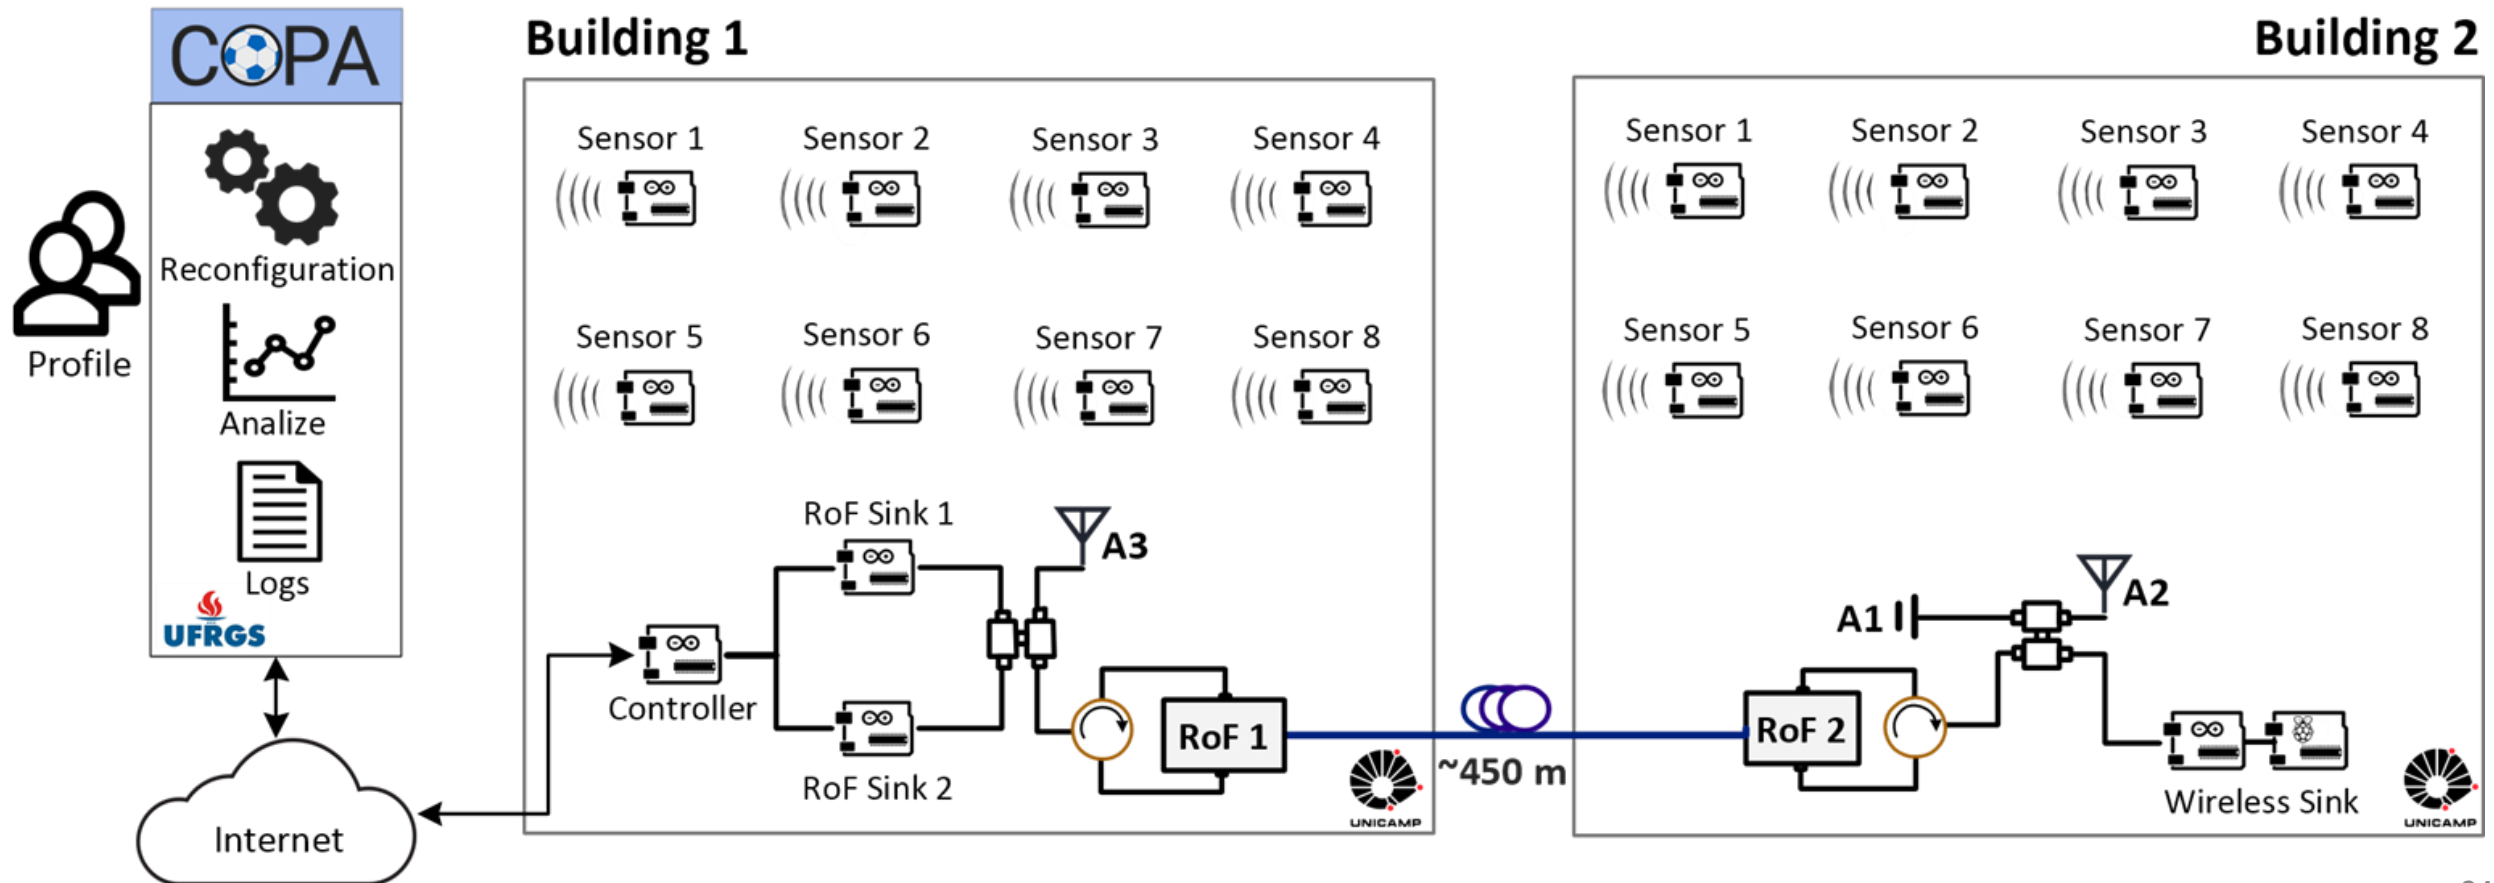 COPA
Reconfiguration
Analize
Logs
UFRGS
Profile
Internet
Building 1
Sensor 1
Sensor 2
Sensor 3
Sensor 4
Sensor 5
Sensor 6
Sensor 7
Sensor 8
RoF Sink 1
A3
Controller
RoF Sink 2
RoF 1
UNICAMP
~450 m
Building 2
Sensor 1
Sensor 2
Sensor 3
Sensor 4
Sensor 5
Sensor 6
Sensor 7
Sensor 8
A1
A2
RoF 2
Wireless Sink
UNICAMP